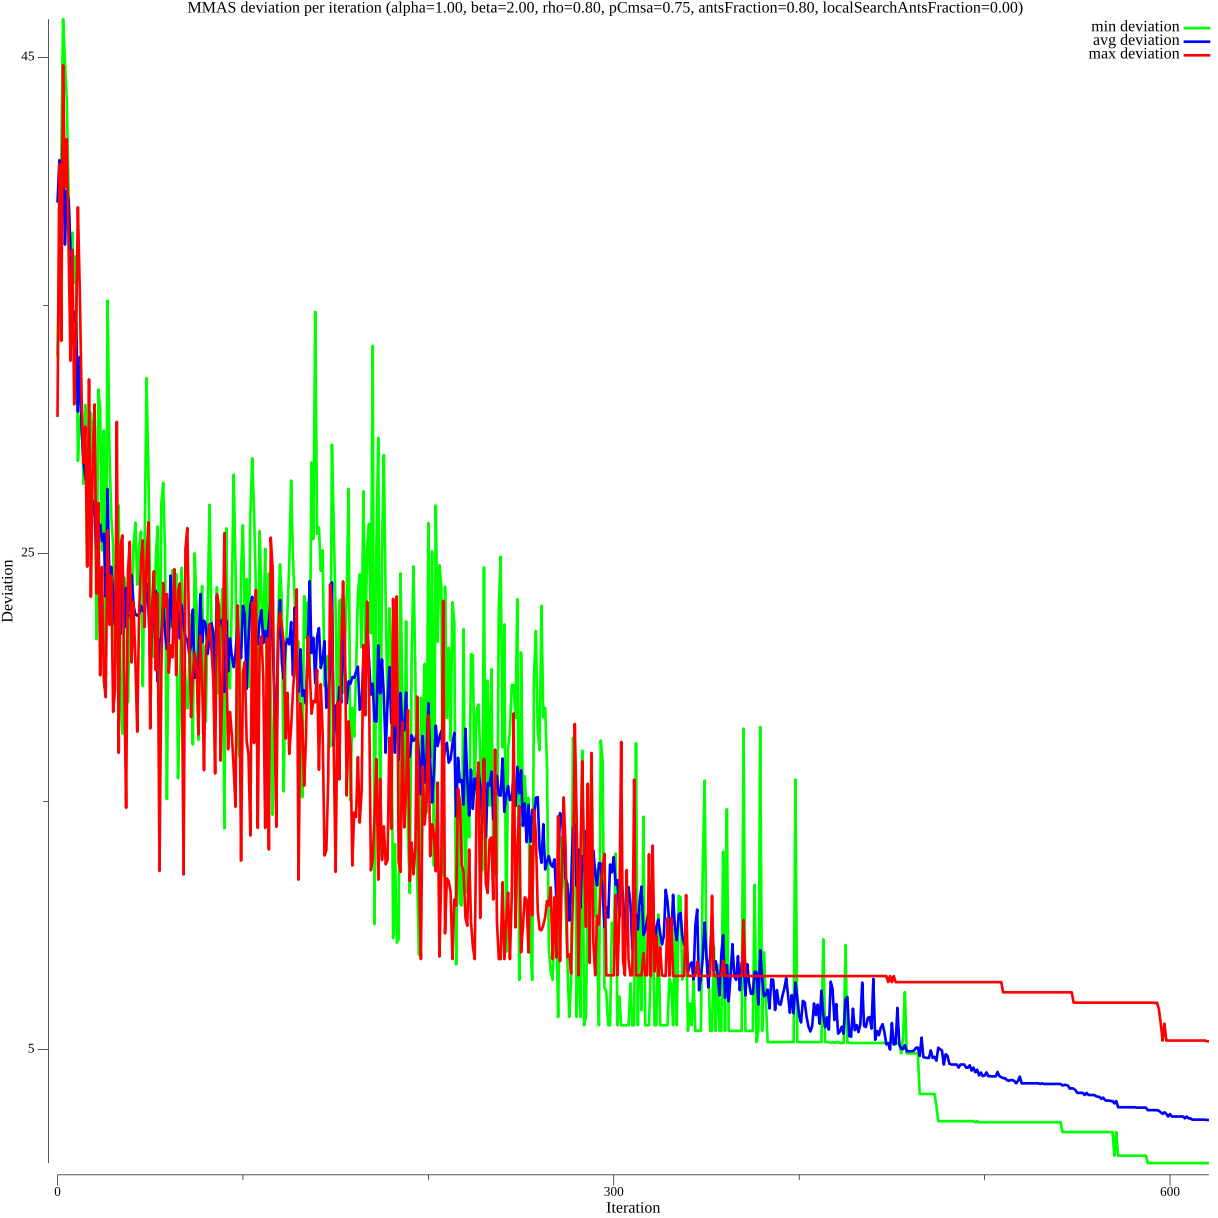 MMAS deviation per iteration (alpha=1.00, beta=2.00, rho=0.80, pCmsa=0.75, antsFraction=0.80, localSearchAntsFraction=0.00)
min deviation
avg deviation
max deviation
45
25
5
Deviation
0
300
600
Iteration